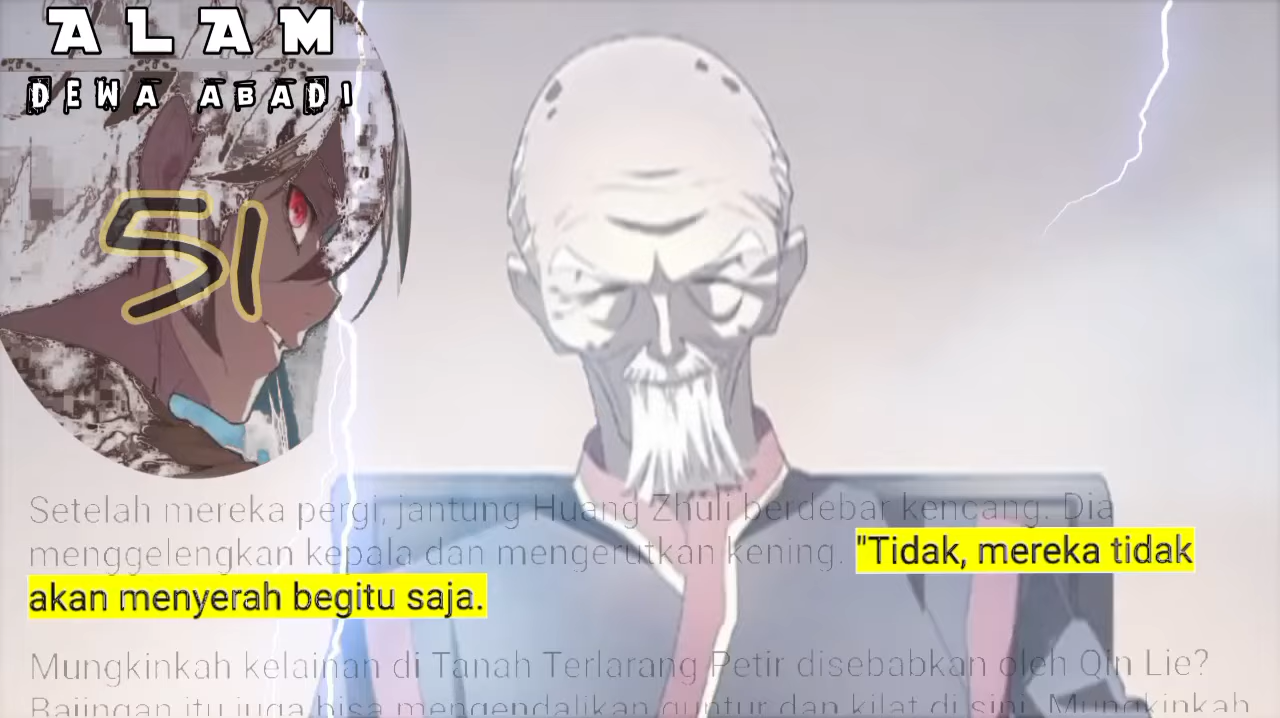 ALAM
DEWA ABADI
51
Setelah mereka pergi, jantung Huang Zhuli berdebar kencang. Dia
menggelengkan kepala dan mengerutkan kening. "Tidak, mereka tidak
akan menyerah begitu saja.
Mungkinkah kelainan di Tanah Terlarang Petir disebabkan oleh Qin Lie?
Bajingan itu juga bisa mengendalikan guntur dan kilat di sini. Mungkinkah